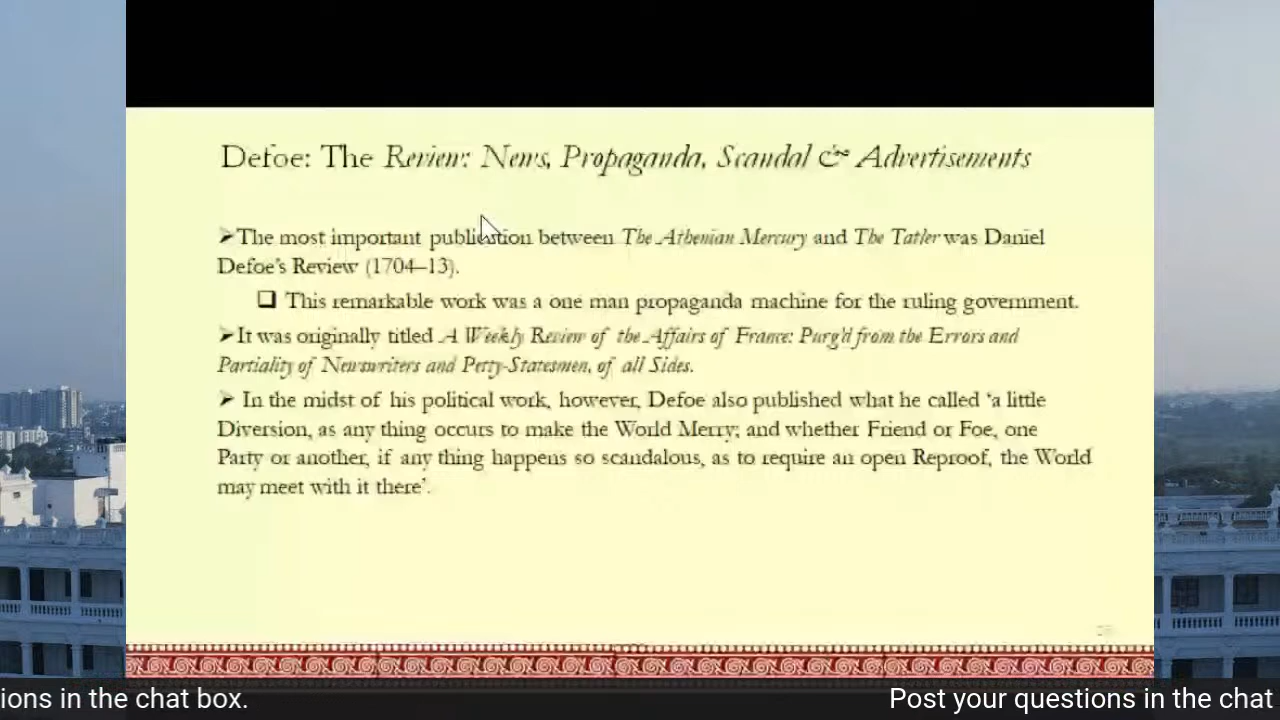 Defoe: The Review: News, Propaganda, Scandal & Advertisements
➢The most important publication between The Athenian Mercury and The Tatler was Daniel
Defoe's Review (1704–13).
❑ This remarkable work was a one man propaganda machine for the ruling government.
➢It was originally titled A Weekly Review of the Affairs of France: Purg'd from the Errors and
Partiality of Newswriters and Petty-Statesmen, of all Sides.
➢ In the midst of his political work, however, Defoe also published what he called 'a little
Diversion, as any thing occurs to make the World Merry; and whether Friend or Foe, one
Party or another, if any thing happens so scandalous, as to require an open Reproof, the World
may meet with it there'.
ions in the chat box.
Post your questions in the chat